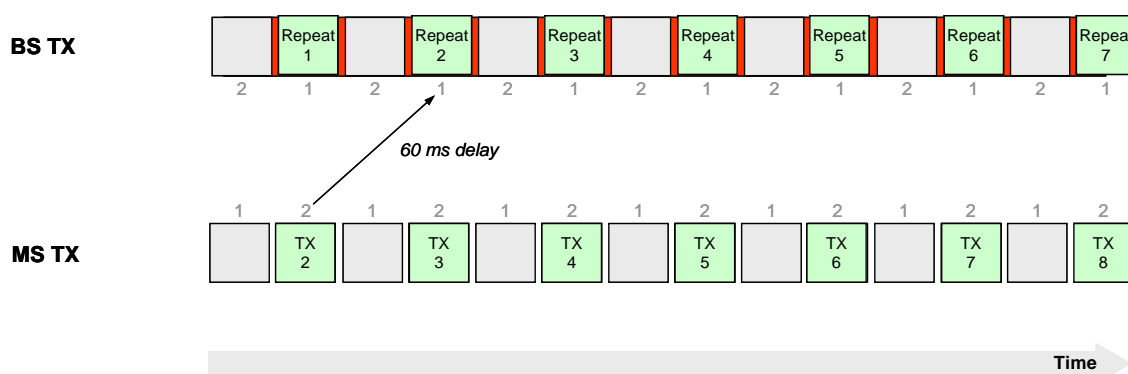 BS TX
Repeat Repeat Repeat Repeat Repeat Repeat Repea
1 2 3 4 5 6 7
2 1 2 1 2 1 2 1 2 1 2 1 2 1
60 ms delay
1 2 1 2 1 2 1 2 1 2 1 2 1 2
MS TX
TX TX TX TX TX TX TX
2 3 4 5 6 7 8
Time